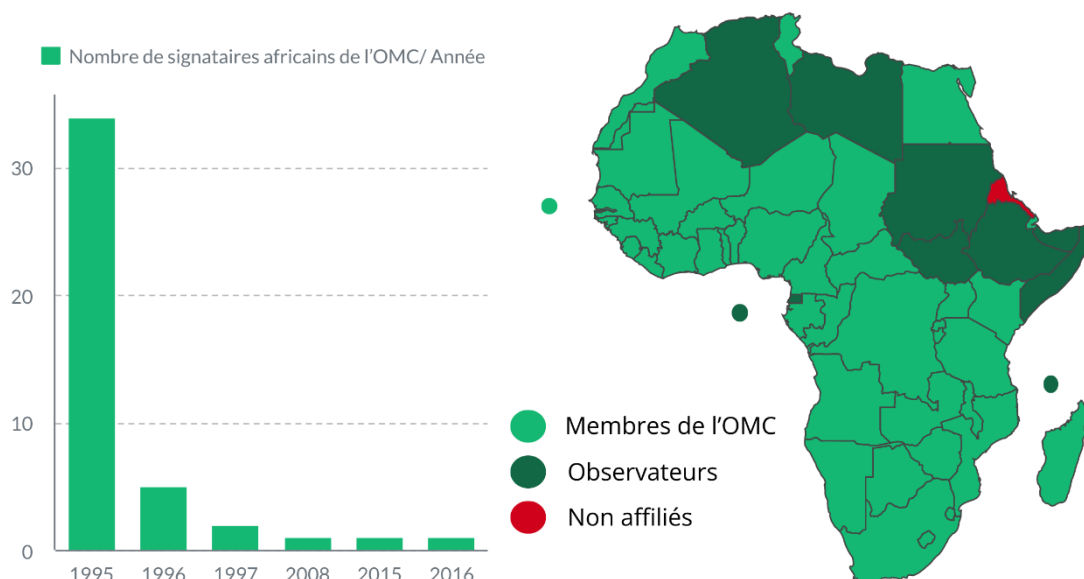 Nombre de signataires africains de l'OMC/ Année
30
20
10
0
1995 1996 1997 2008 2015 2016
Membres de l'OMC
Observateurs
Non affiliés